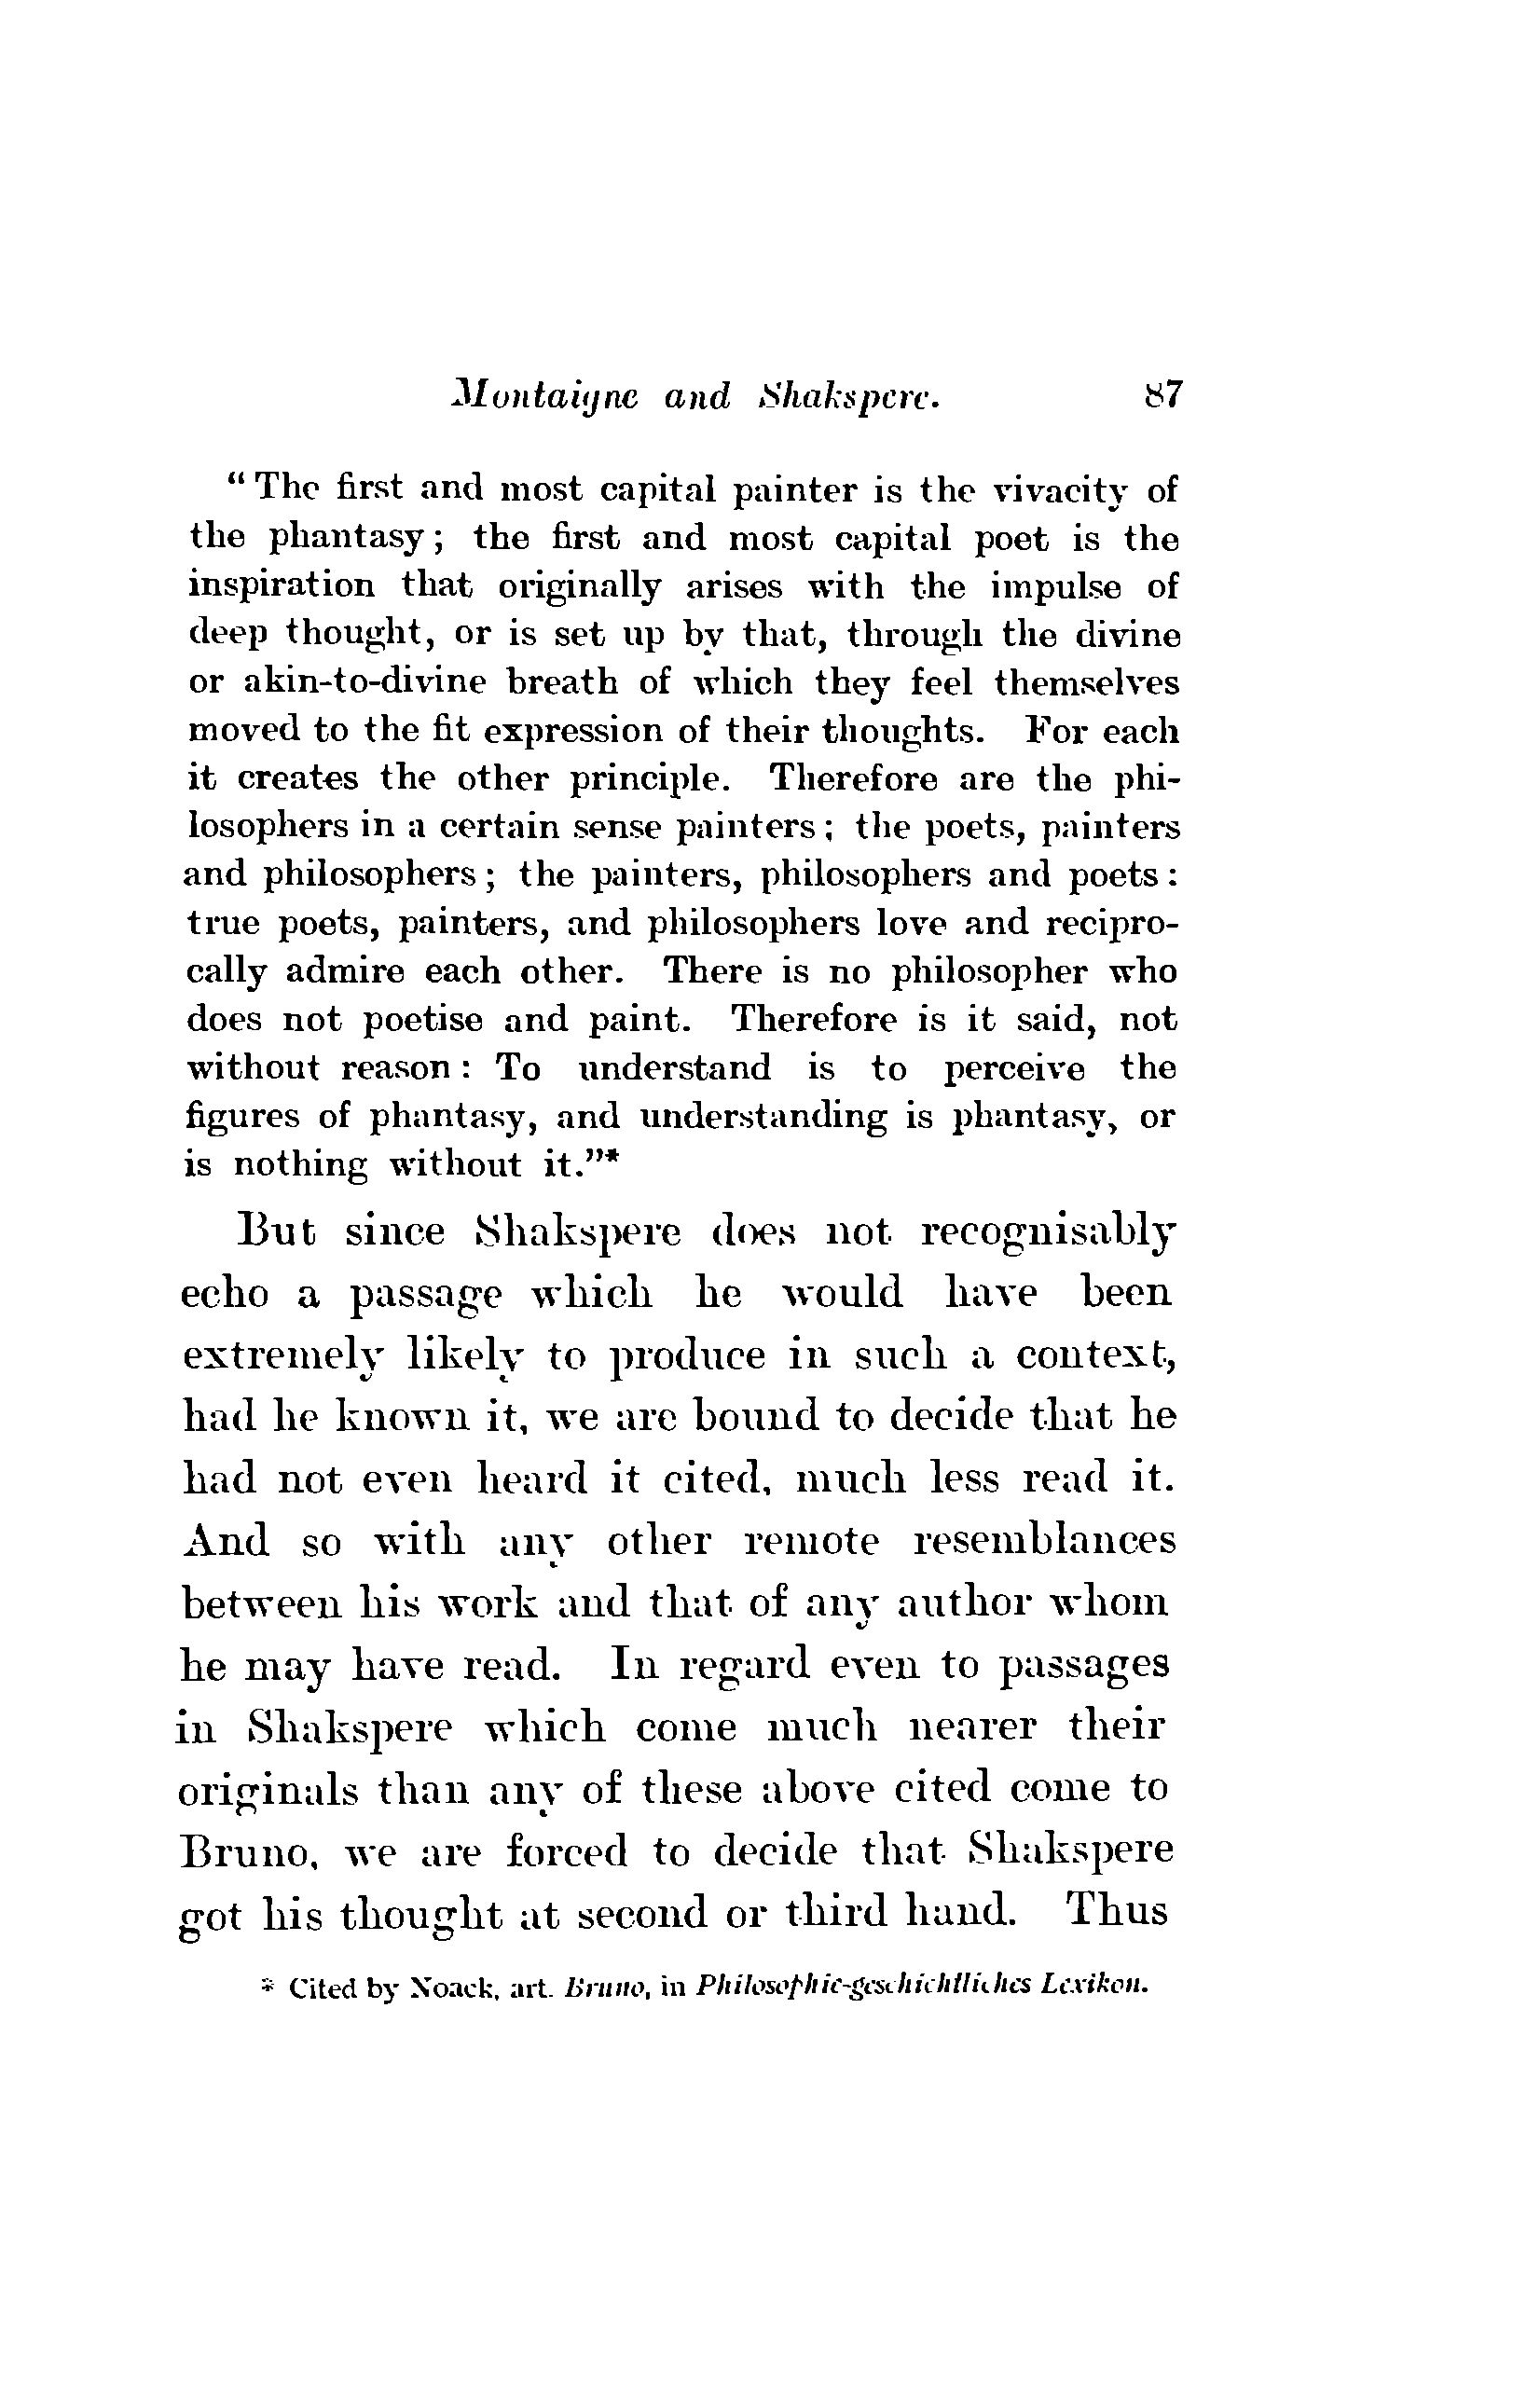 Montaigne and Shakspere. 87
“ The first and most capital painter is the vivacity of
the phantasy; the first and most capital poet is the
inspiration that originally arises with the impulse of
deep thought, or is set up by that, through the divine
or akin-to-divine breath of which they feel themselves
moved to the fit expression of their thoughts. For each
it creates the other principle. Therefore are the phi-
losophers in a certain sense painters; the poets, painters
and philosophers; the painters, philosophers and poets:
true poets, painters, and philosophers love and recipro-
cally admire each other. There is no philosopher who
does not poetise and paint. Therefore is it said, not
without reason: To understand is to perceive the
figures of phantasy, and understanding is phantasy, or
is nothing without it.”*
But since Shakspere does not recognisably
echo a passage which he would have been
extremely likely to produce in such a context,
had he known it, we are bound to decide that he
had not even heard it cited, much less read it.
And so with any other remote resemblances
between his work and that of any author whom
he may have read. In regard even to passages
in Shakspere which come much nearer their
originals than any of these above cited come to
Bruno, we are forced to decide that Shakspere
got his thought at second or third hand. Thus
* Cited by Noack, art. Bruno, in Philosophie-geschichtliches Lexikon.